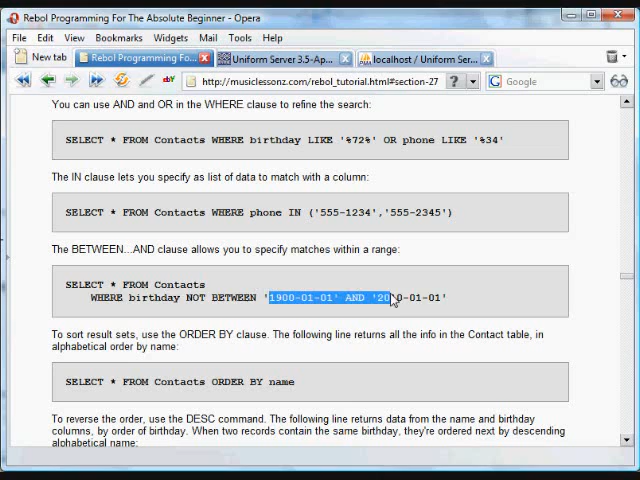 Rebol Programming For The Absolute Beginner - Opera
File Edit View Bookmarks Widgets Mail Window Help
New tab Rebol Programming Fo... Uniform Server 3.5-Ap... localhost / Uniform Ser...
http://musiclessonz.com/rebol_tutorial.html#section-27 ? Google
You can use AND and OR in the WHERE clause to refine the search:
SELECT * FROM Contacts WHERE birthday LIKE '%72%' OR phone LIKE '%34'
The IN clause lets you specify as list of data to match with a column:
SELECT * FROM Contacts WHERE phone IN ('555-1234','555-2345')
The BETWEEN...AND clause allows you to specify matches within a range:
SELECT * FROM Contacts
WHERE birthday NOT BETWEEN '1900-01-01' AND '2010-01-01'
To sort result sets, use the ORDER BY clause. The following line returns all the info in the Contact table, in
alphabetical order by name:
SELECT * FROM Contacts ORDER BY name
To reverse the order, use the DESC command. The following line returns data from the name and birthday
columns, by order of birthday. When two records contain the same birthday, they're ordered next by descending
alphabetical name: